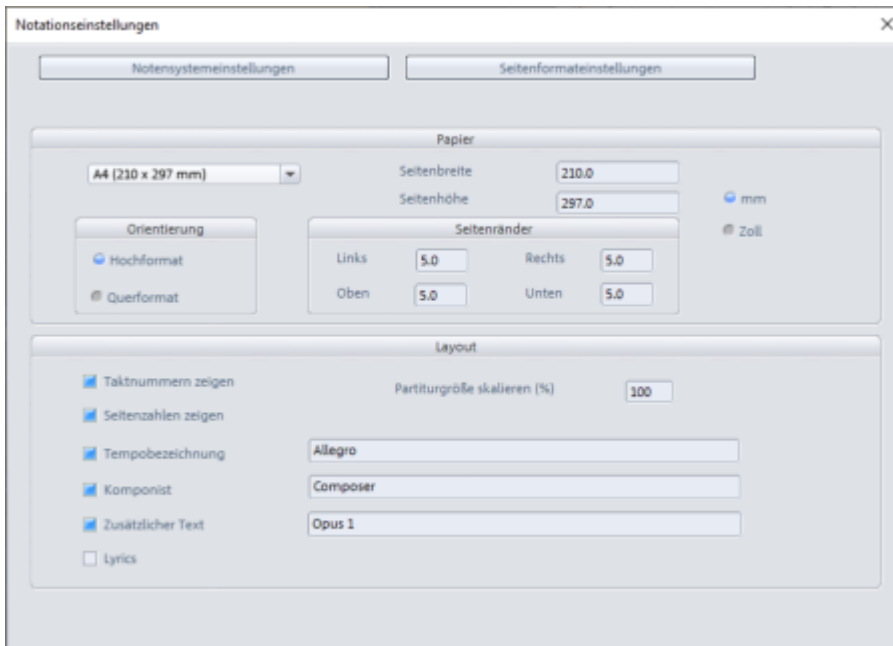 Notationseinstellungen
Notensystemeinstellungen Seitenformateinstellungen
Papier
A4 (210 x 297 mm) Seitenbreite 210.0
Seitenhöhe 297.0 mm
Orientierung Seitenränder Zoll
Hochformat Links 5.0 Rechts 5.0
Querformat Oben 5.0 Unten 5.0
Layout
Taktnummern zeigen Partiturgröße skalieren (%) 100
Seitenzahlen zeigen
Tempobezeichnung Allegro
Komponist Composer
Zusätzlicher Text Opus 1
Lyrics